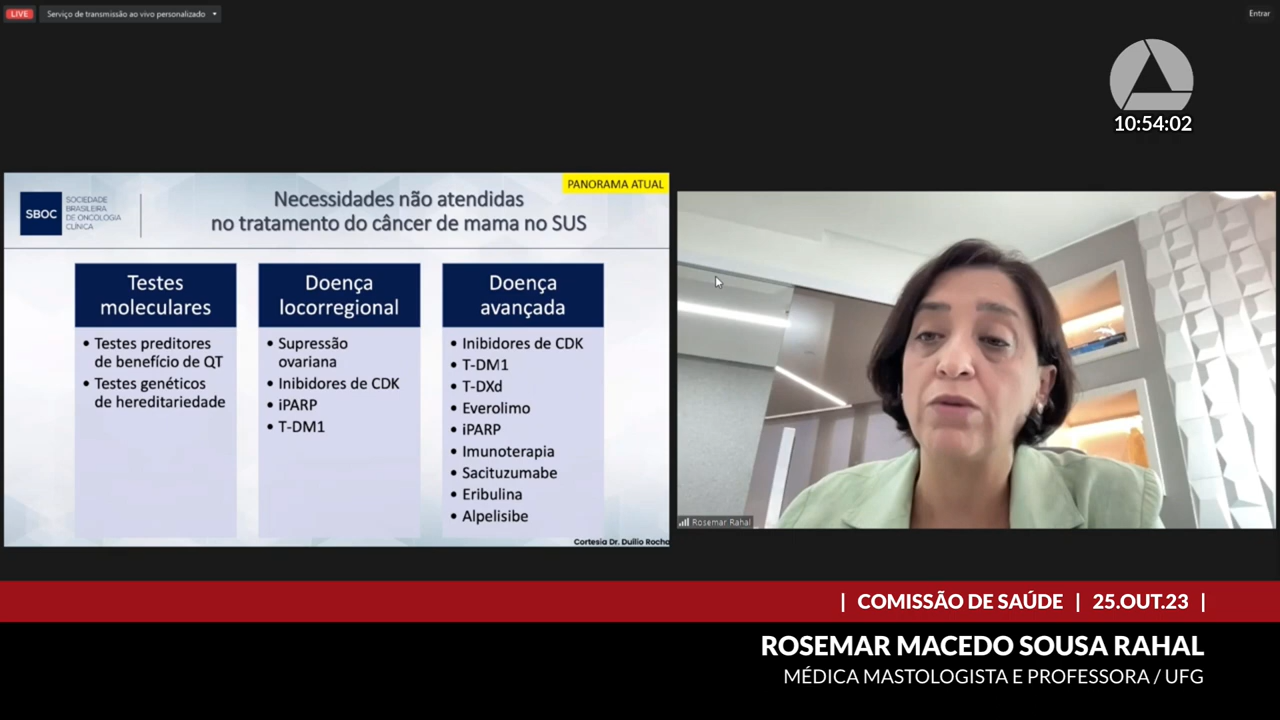 LIVE
Serviço de transmissão ao vivo personalizado
Entrar
10:54:02
PANORAMA ATUAL
SBOC
SOCIEDADE
BRASILEIRA
DE ONCOLOGIA
CLÍNICA
Necessidades não atendidas
no tratamento do câncer de mama no SUS
Testes
moleculares
• Testes preditores
de benefício de QT
• Testes genéticos
de hereditariedade
Doença
locorregional
• Supressão
ovariana
• Inibidores de CDK
• iPARP
• T-DM1
Doença
avançada
• Inibidores de CDK
• T-DM1
• T-DXd
• Everolimo
• iPARP
• Imunoterapia
• Sacituzumabe
• Eribulina
• Alpelisibe
Cortesia Dr. Duílio Rocha
Rosemar Rahal
| COMISSÃO DE SAÚDE | 25.OUT.23 |
ROSEMAR MACEDO SOUSA RAHAL
MÉDICA MASTOLOGISTA E PROFESSORA / UFG